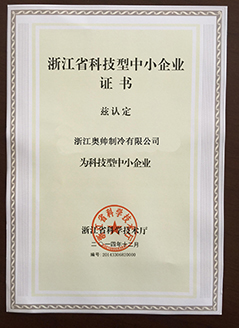 浙江省科技型中小企业
证书
兹认定
浙江奥帅制冷有限公司
为科技型中小企业
浙江省科学技术厅
二〇一四年十二月